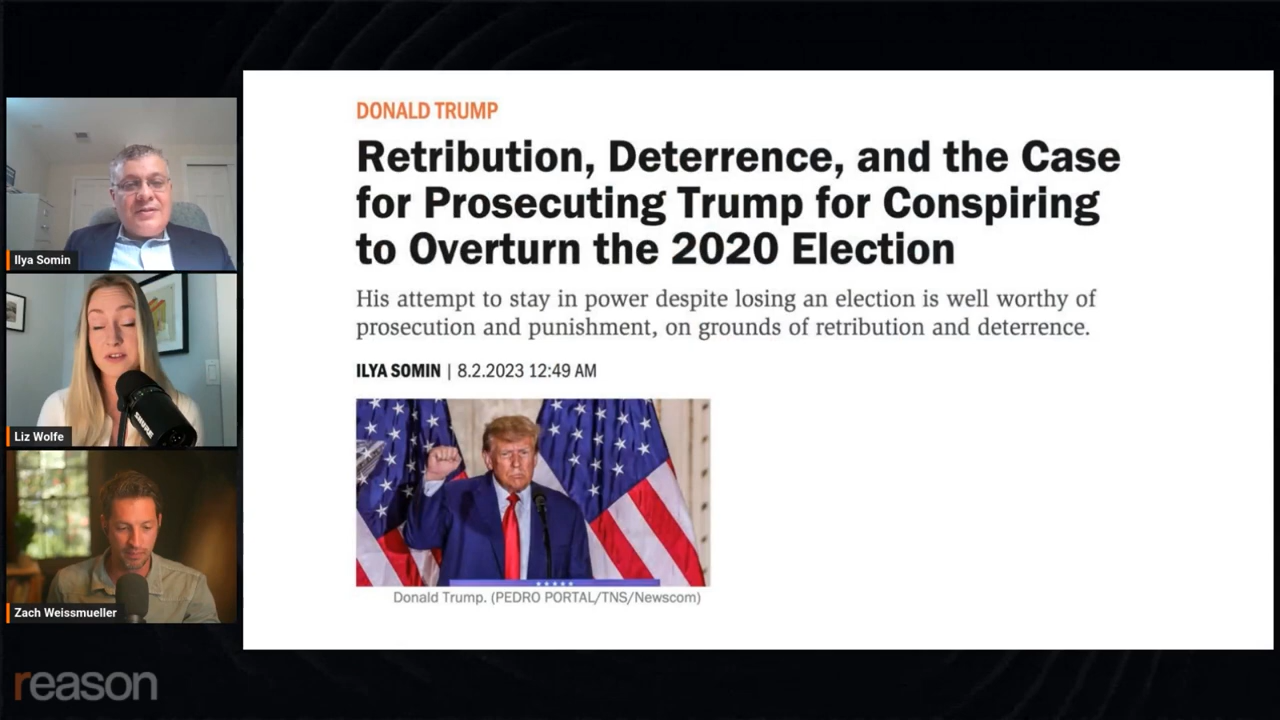 Ilya Somin
Liz Wolfe
Zach Weissmueller
reason
DONALD TRUMP
Retribution, Deterrence, and the Case
for Prosecuting Trump for Conspiring
to Overturn the 2020 Election
His attempt to stay in power despite losing an election is well worthy of
prosecution and punishment, on grounds of retribution and deterrence.
ILYA SOMIN | 8.2.2023 12:49 AM
Donald Trump. (PEDRO PORTAL/TNS/Newscom)
SHURE